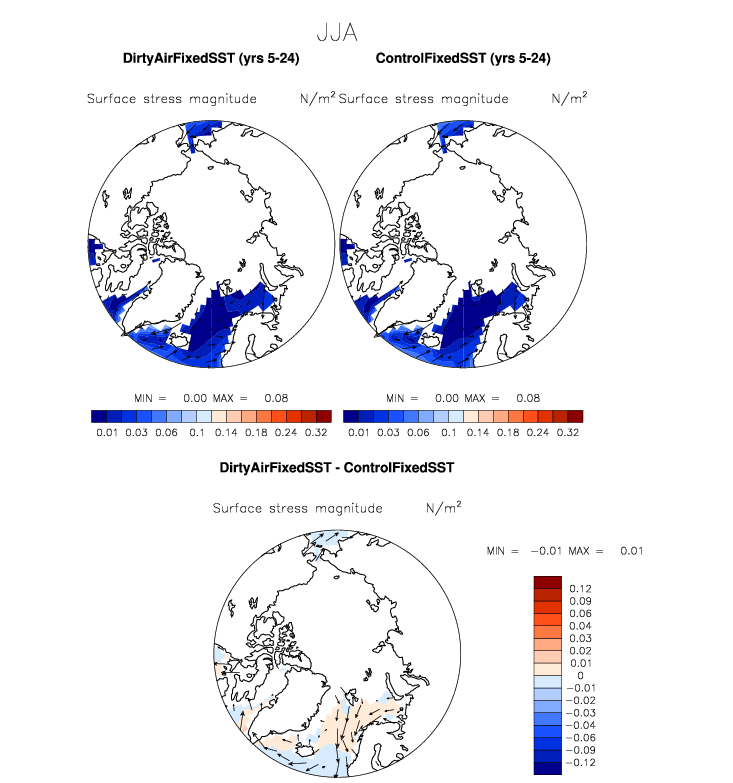 JJA
DirtyAirFixedSST (yrs 5-24) ControlFixedSST (yrs 5-24)
Surface stress magnitude N/m² Surface stress magnitude N/m²
MIN = 0.00 MAX = 0.08 MIN = 0.00 MAX = 0.08
0.01 0.03 0.06 0.1 0.14 0.18 0.24 0.32 0.01 0.03 0.06 0.1 0.14 0.18 0.24 0.32
DirtyAirFixedSST - ControlFixedSST
Surface stress magnitude N/m²
MIN = −0.01 MAX = 0.01
0.12
0.09
0.06
0.04
0.03
0.02
0.01
0
−0.01
−0.02
−0.03
−0.04
−0.06
−0.09
−0.12